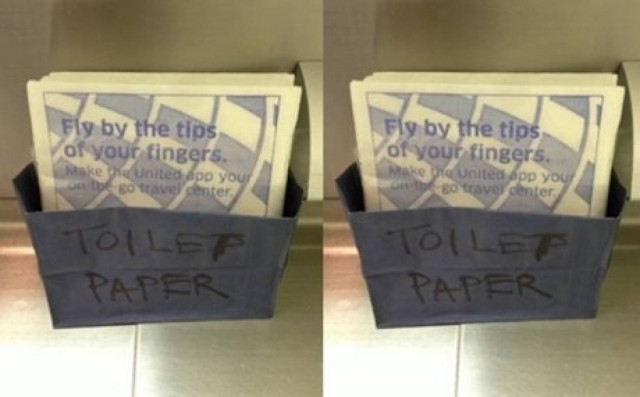 Fly by the tips
of your fingers.
Make the United app your
on-the-go travel center.
TOILET
PAPER
Fly by the tips
of your fingers.
Make the United app your
on-the-go travel center.
TOILET
PAPER